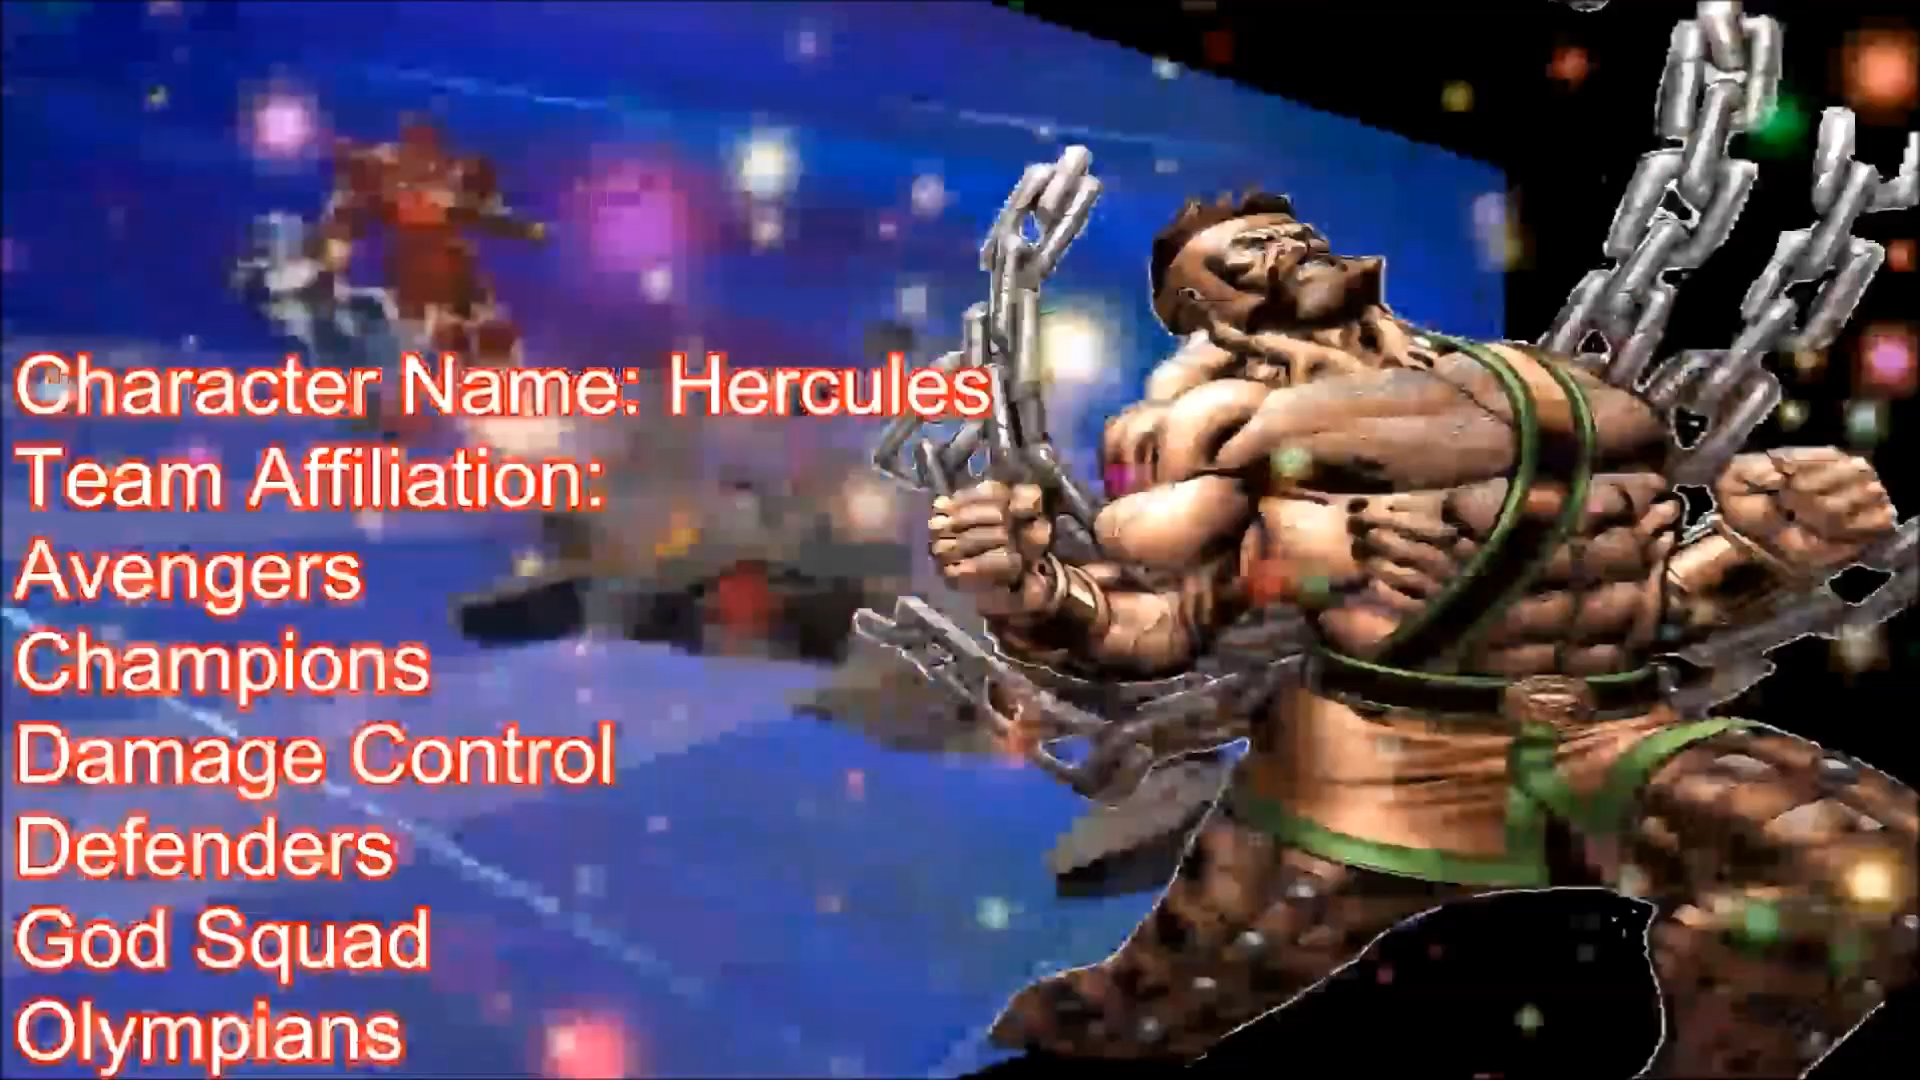 Character Name: Hercules
Team Affiliation:
Avengers
Champions
Damage Control
Defenders
God Squad
Olympians